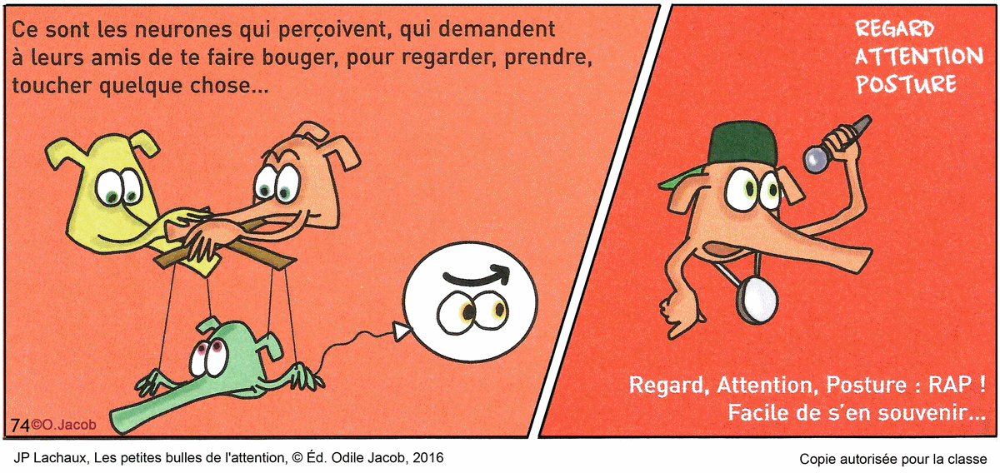 Ce sont les neurones qui perçoivent, qui demandent
à leurs amis de te faire bouger, pour regarder, prendre,
toucher quelque chose...
REGARD
ATTENTION
POSTURE
Regard, Attention, Posture : RAP !
Facile de s'en souvenir...
74©O.Jacob
JP Lachaux, Les petites bulles de l'attention, © Éd. Odile Jacob, 2016
Copie autorisée pour la classe